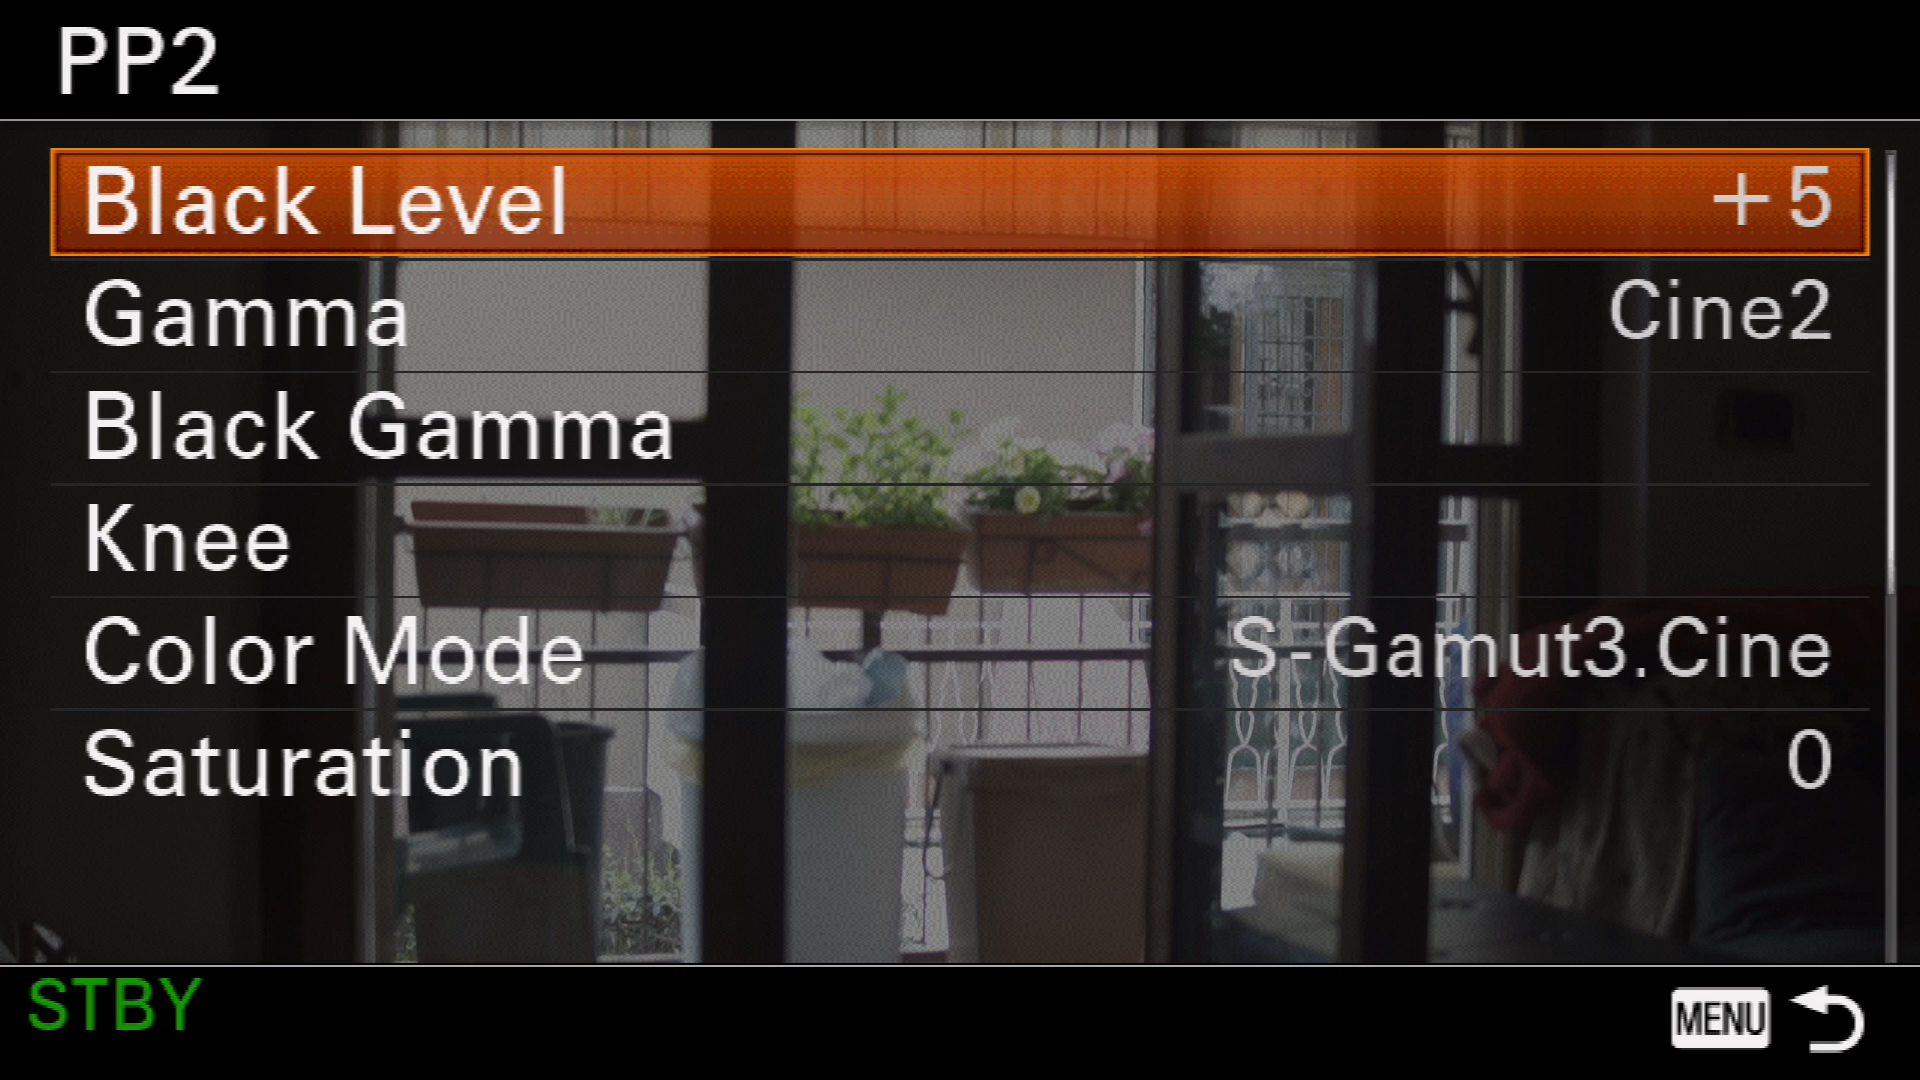 PP2
Black Level +5
Gamma Cine2
Black Gamma
Knee
Color Mode S-Gamut3.Cine
Saturation 0
STBY MENU